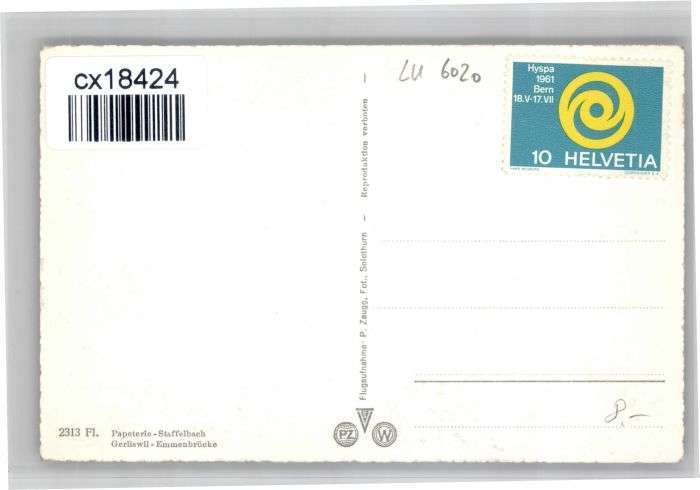 cx18424
LU 6020
Hyspa
1961
Bern
18.V-17.VII
10 HELVETIA
Flugaufnahme: P. Zaugg, Fot., Solothurn – Reproduktion verboten
2313 Fl. Papeterie-Staffelbach
Gerliswil-Emmenbrücke
PZ W
8.-